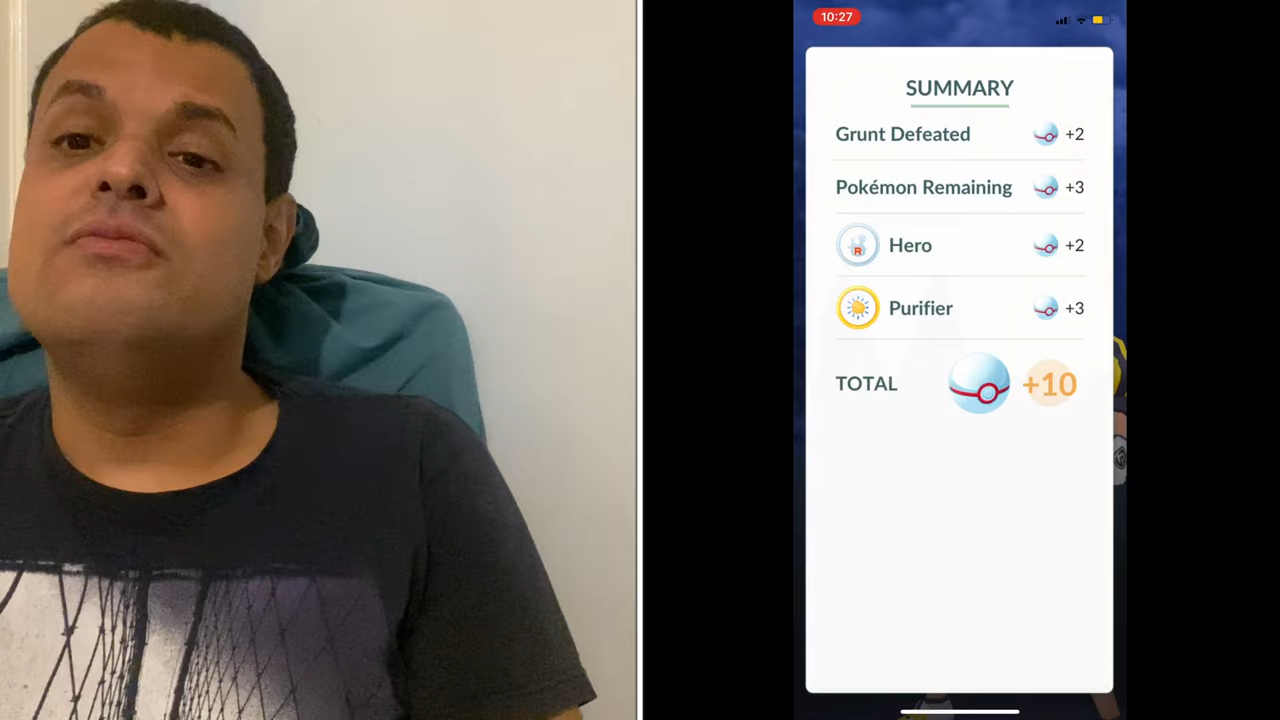 10:27
SUMMARY
Grunt Defeated +2
Pokémon Remaining +3
R
Hero +2
Purifier +3
TOTAL +10